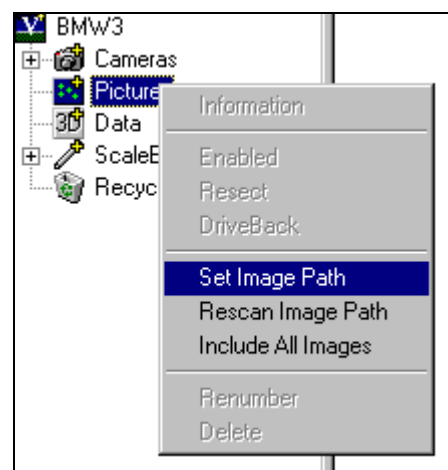 BMW3
Cameras
Picture
3D Data
ScaleB
Recyc
Information
Enabled
Resect
DriveBack
Set Image Path
Rescan Image Path
Include All Images
Renumber
Delete